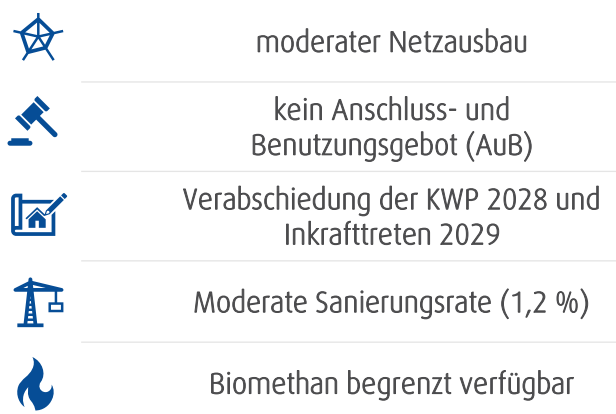 moderater Netzausbau
kein Anschluss- und
Benutzungsgebot (AuB)
Verabschiedung der KWP 2028 und
Inkrafttreten 2029
Moderate Sanierungsrate (1,2 %)
Biomethan begrenzt verfügbar